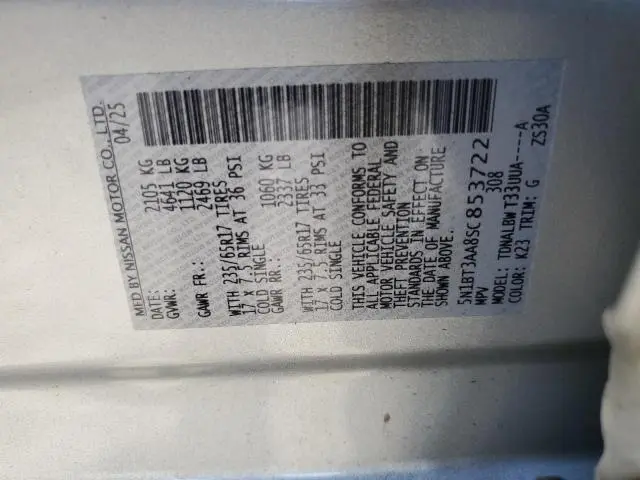 MFD BY NISSAN MOTOR CO., LTD.
DATE: 04/25
GVWR: 2105 KG
4641 LB
GAWR FR.: 1120 KG
2469 LB
WITH 235/65R17 TIRES
17 X 7.5 RIMS AT 36 PSI
COLD SINGLE
GAWR RR.: 1060 KG
2337 LB
WITH 235/65R17 TIRES
17 X 7.5 RIMS AT 33 PSI
COLD SINGLE
THIS VEHICLE CONFORMS TO
ALL APPLICABLE FEDERAL
MOTOR VEHICLE SAFETY AND
THEFT PREVENTION
STANDARDS IN EFFECT ON
THE DATE OF MANUFACTURE
SHOWN ABOVE.
5N1BT3AA8SC853722
MPV 308
MODEL: TDNALBW T33UUA----A
COLOR: K23 TRIM: G ZS30A